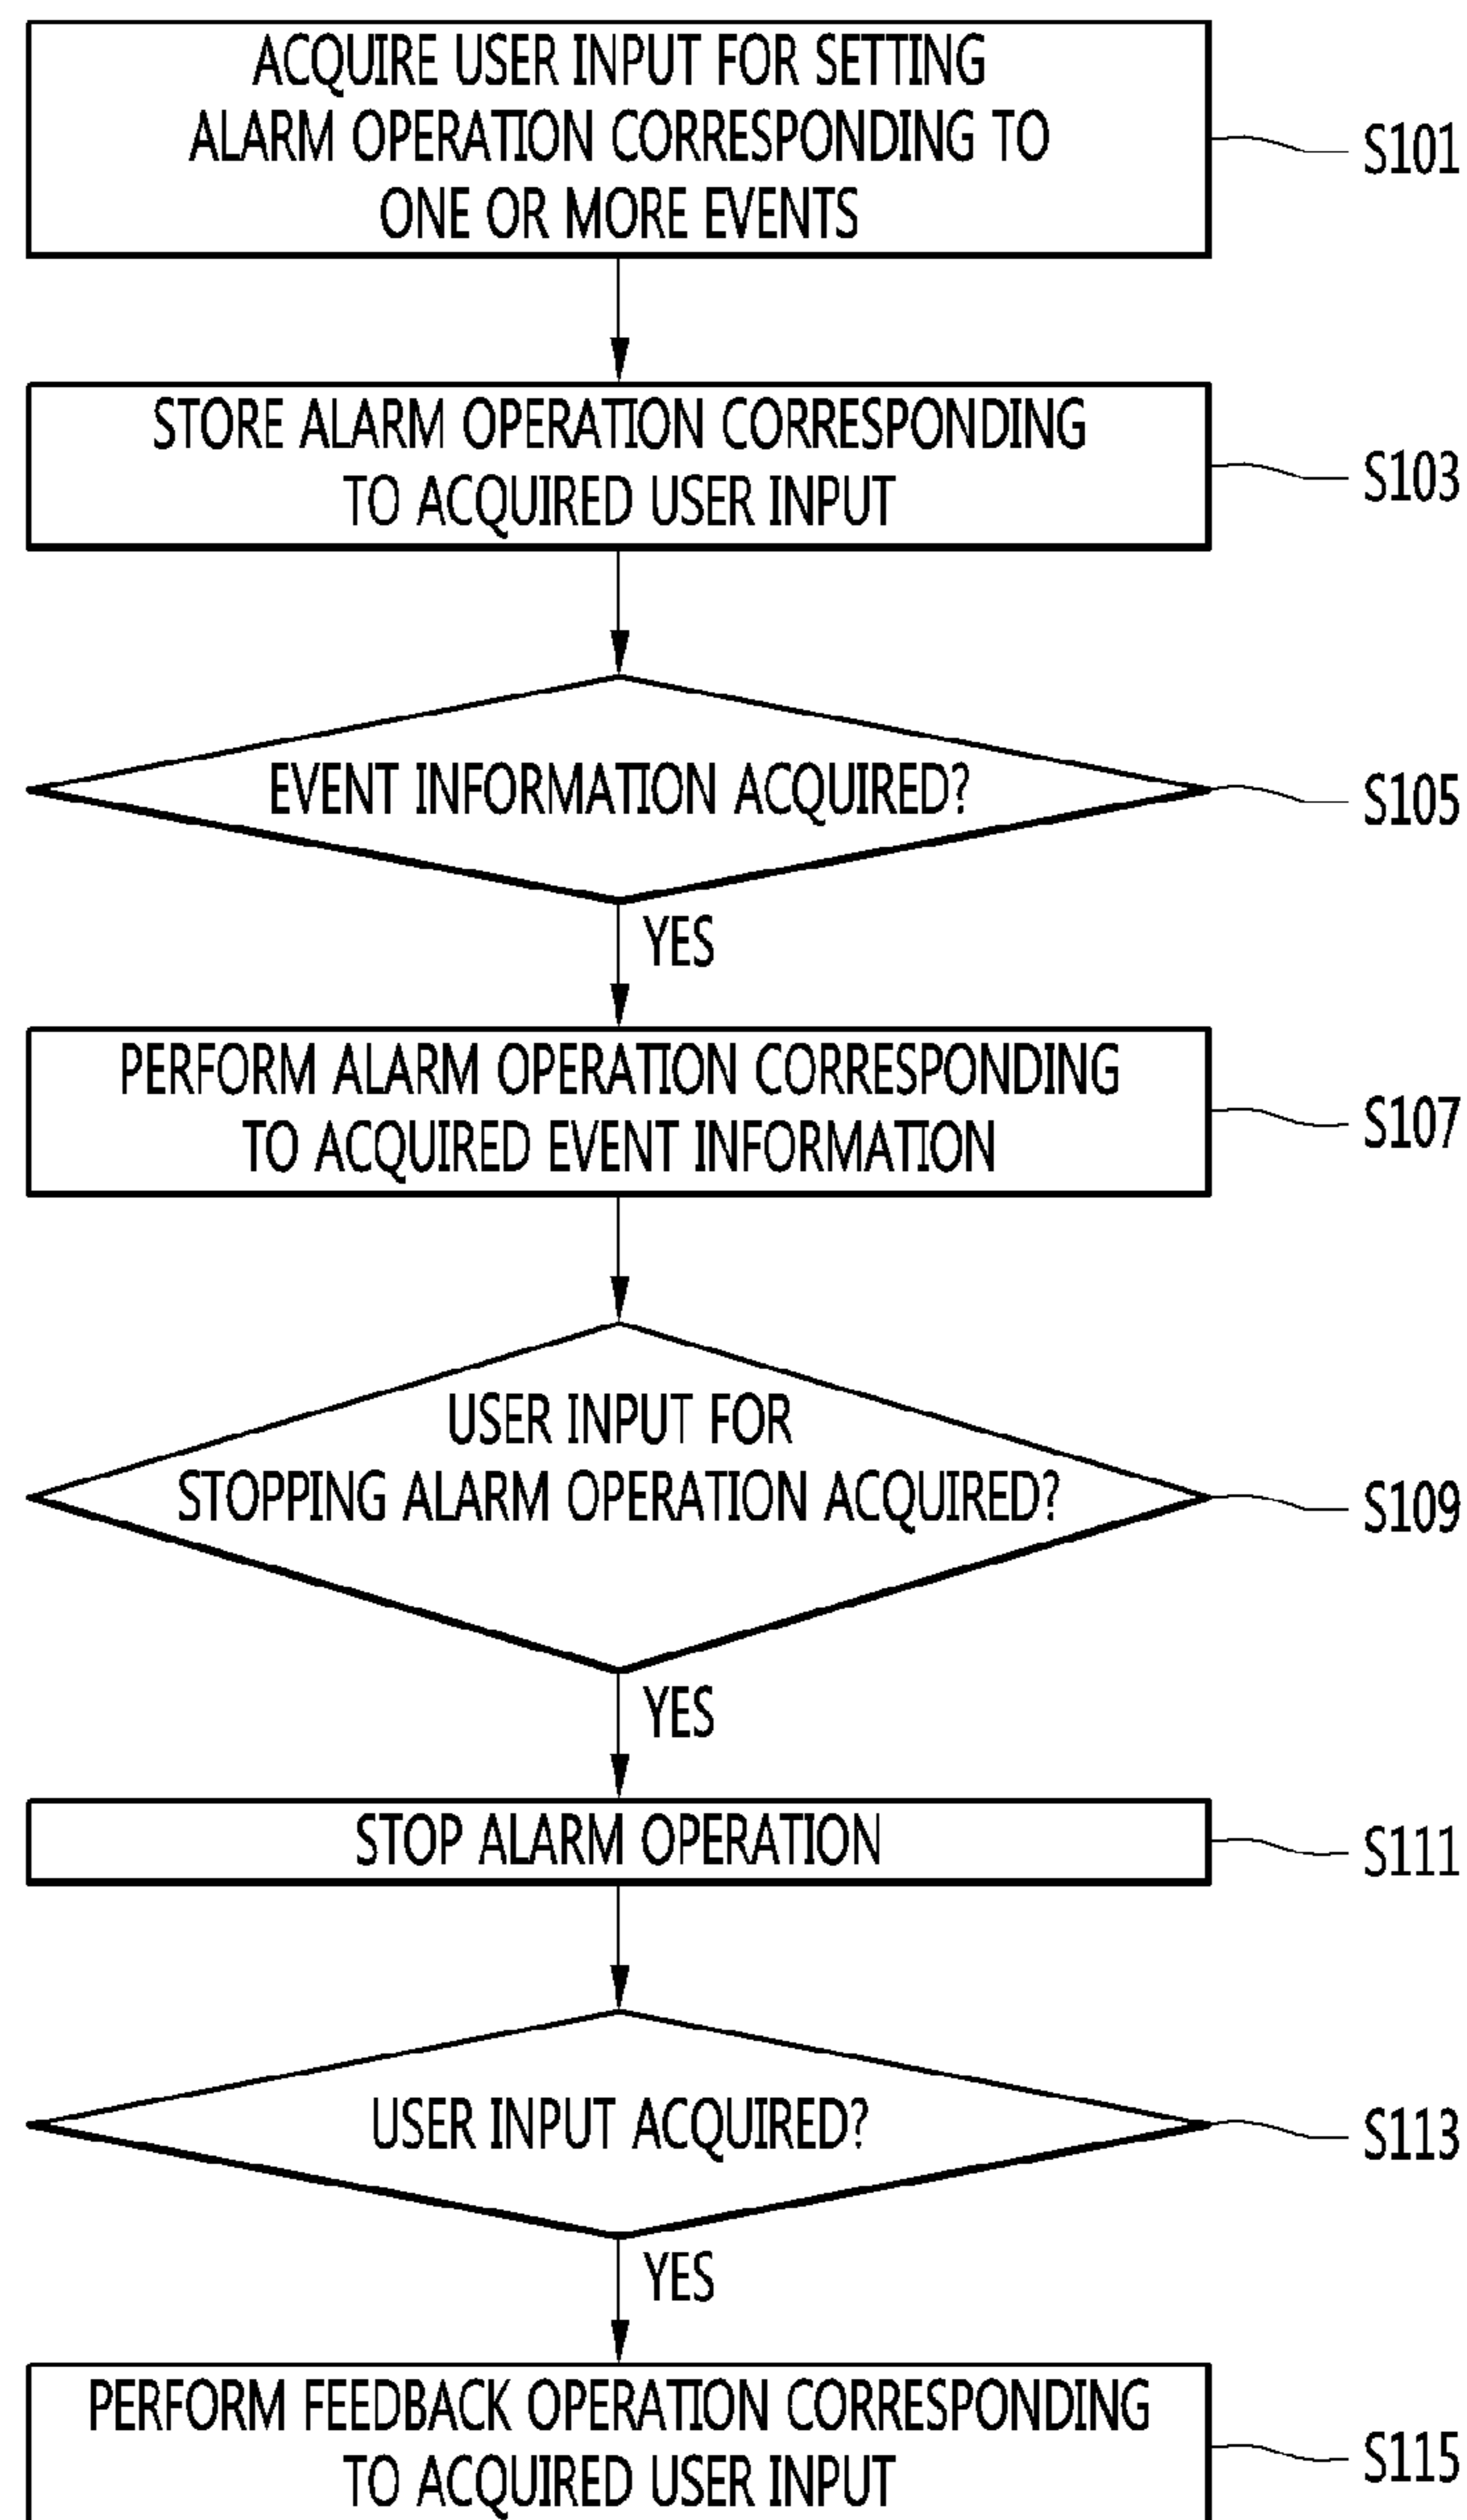 ACQUIRE USER INPUT FOR SETTING
ALARM OPERATION CORRESPONDING TO
ONE OR MORE EVENTS
S101
STORE ALARM OPERATION CORRESPONDING
TO ACQUIRED USER INPUT
S103
EVENT INFORMATION ACQUIRED?
S105
YES
PERFORM ALARM OPERATION CORRESPONDING
TO ACQUIRED EVENT INFORMATION
S107
USER INPUT FOR
STOPPING ALARM OPERATION ACQUIRED?
S109
YES
STOP ALARM OPERATION
S111
USER INPUT ACQUIRED?
S113
YES
PERFORM FEEDBACK OPERATION CORRESPONDING
TO ACQUIRED USER INPUT
S115